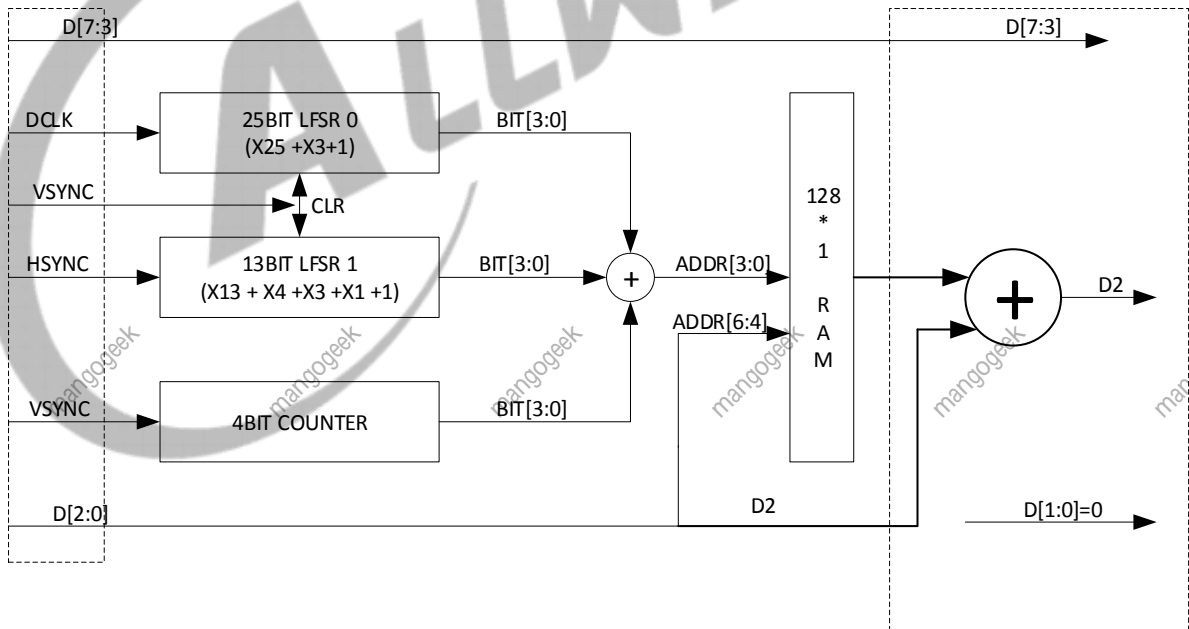 ALLW
D[7:3] D[7:3]
DCLK
25BIT LFSR 0
(X25 +X3+1)
BIT[3:0]
VSYNC
CLR
HSYNC
13BIT LFSR 1
(X13 + X4 +X3 +X1 +1)
BIT[3:0]
+
ADDR[3:0]
ADDR[6:4]
128
*
1
R
A
M
+
D2
VSYNC
4BIT COUNTER
BIT[3:0]
D[2:0]
D2
D[1:0]=0
mangogeek
mangogeek
mangogeek
mangogeek
mangogeek
mang